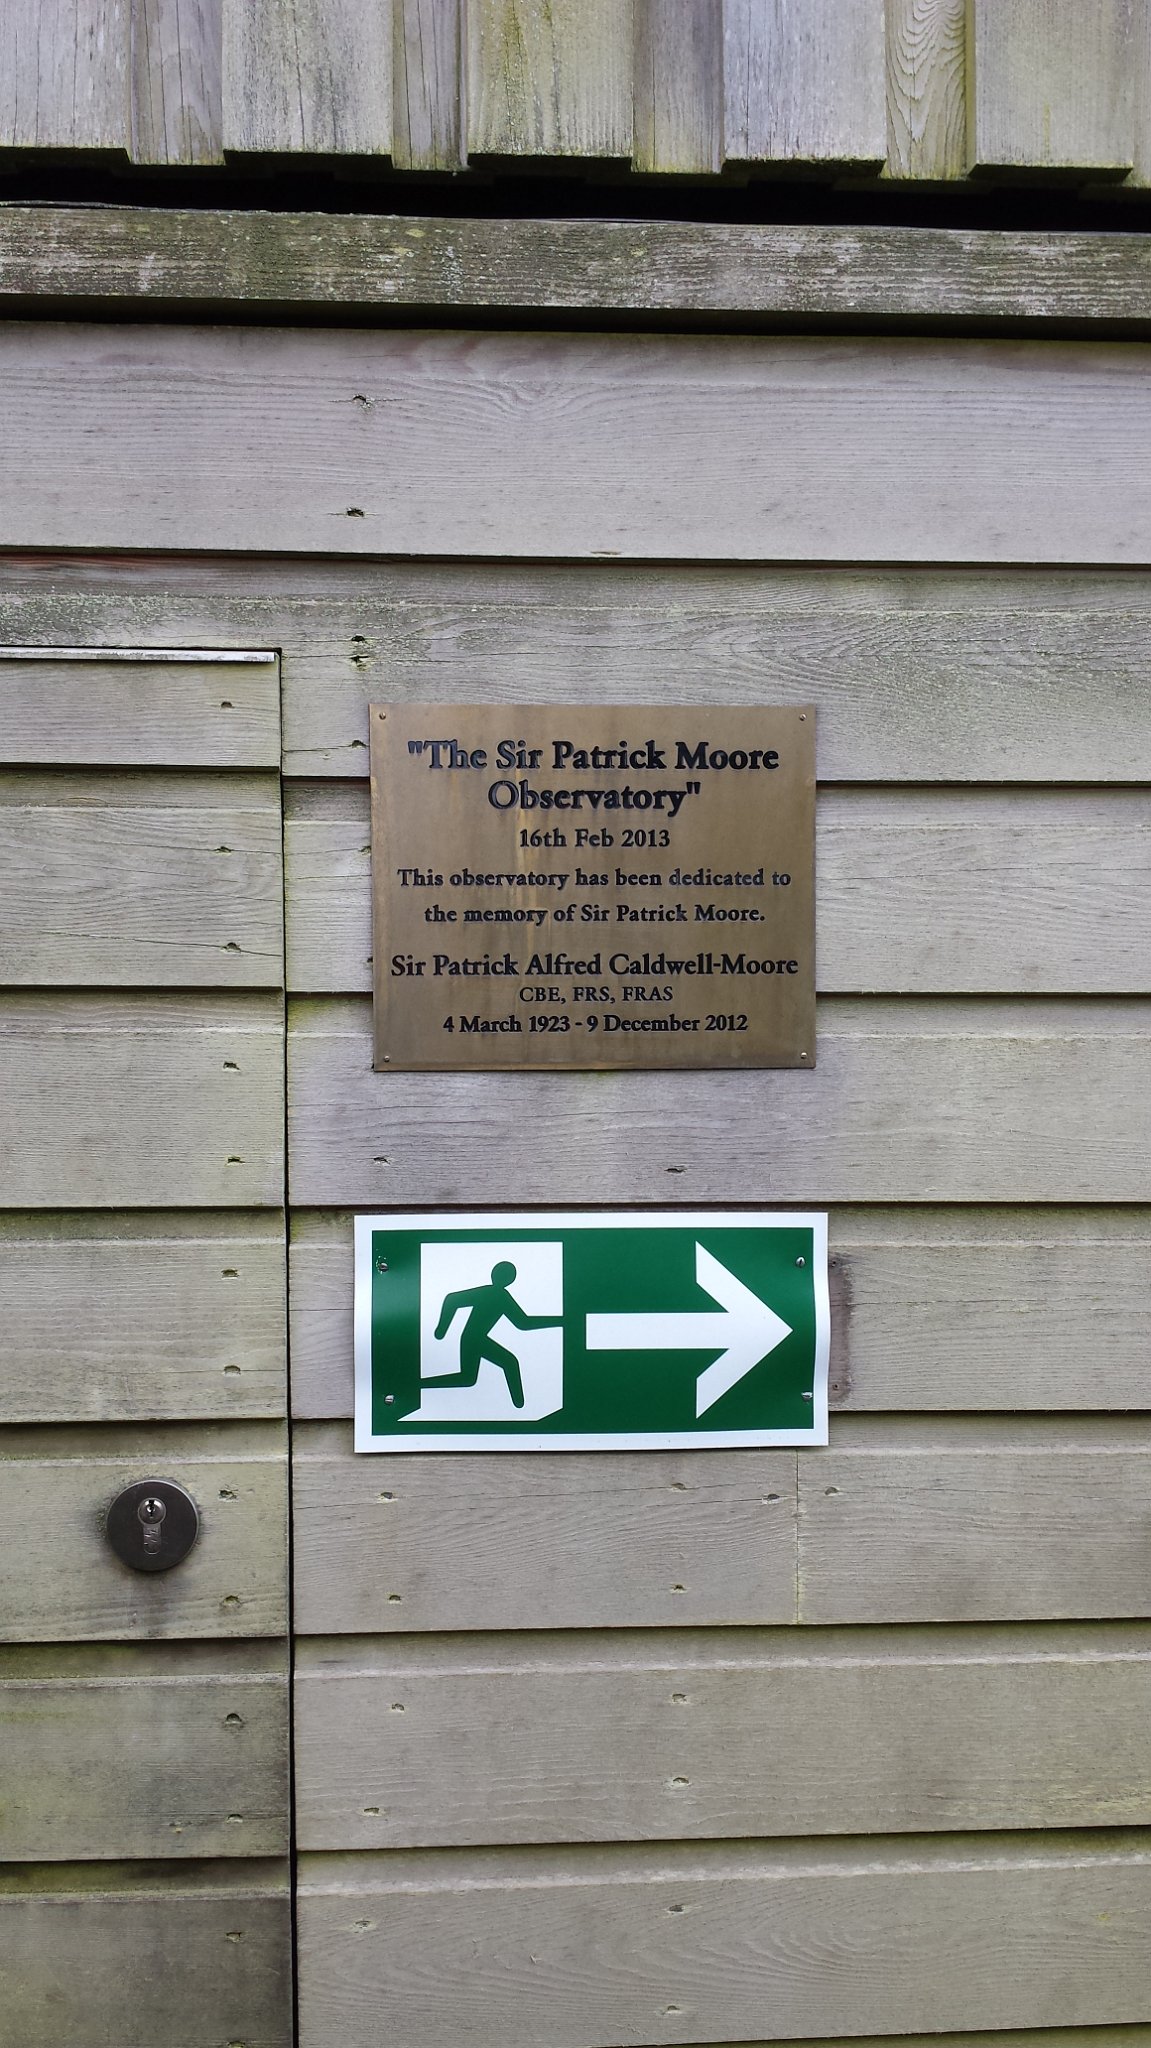 "The Sir Patrick Moore
Observatory"
16th Feb 2013
This observatory has been dedicated to
the memory of Sir Patrick Moore.
Sir Patrick Alfred Caldwell-Moore
CBE, FRS, FRAS
4 March 1923 - 9 December 2012